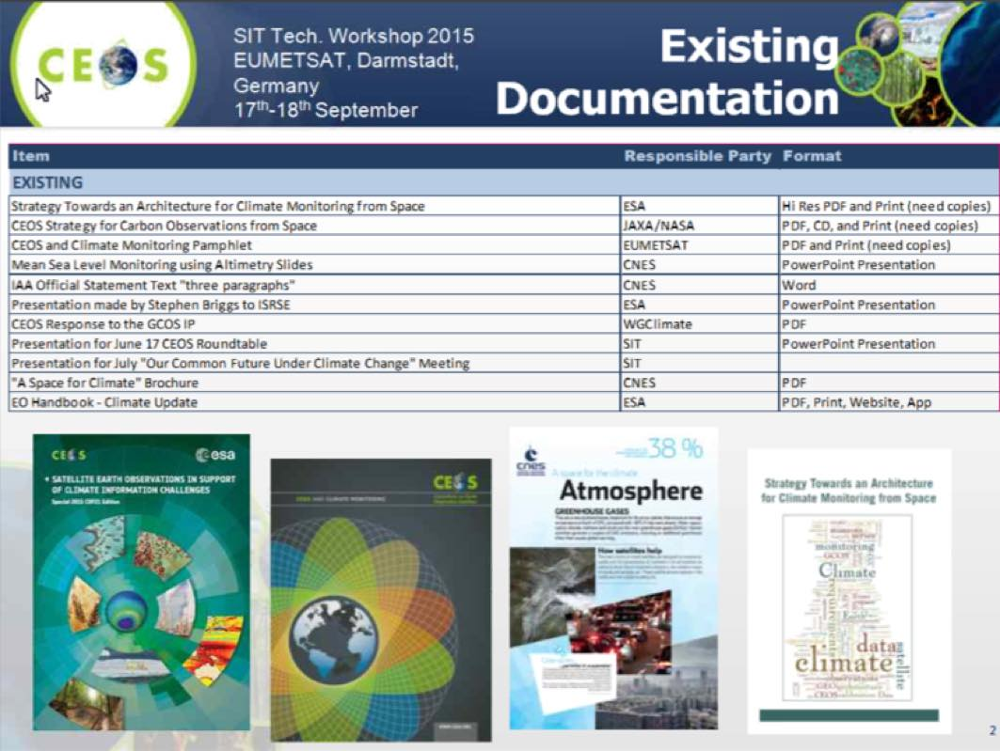 CEOS
SIT Tech. Workshop 2015
EUMETSAT, Darmstadt,
Germany
17th-18th September
Existing
Documentation
Item Responsible Party Format
EXISTING
Strategy Towards an Architecture for Climate Monitoring from Space ESA Hi Res PDF and Print (need copies)
CEOS Strategy for Carbon Observations from Space JAXA/NASA PDF, CD, and Print (need copies)
CEOS and Climate Monitoring Pamphlet EUMETSAT PDF and Print (need copies)
Mean Sea Level Monitoring using Altimetry Slides CNES PowerPoint Presentation
IAA Official Statement Text "three paragraphs" CNES Word
Presentation made by Stephen Briggs to ISRSE ESA PowerPoint Presentation
CEOS Response to the GCOS IP WGClimate PDF
Presentation for June 17 CEOS Roundtable SIT PowerPoint Presentation
Presentation for July "Our Common Future Under Climate Change" Meeting SIT
"A Space for Climate" Brochure CNES PDF
EO Handbook - Climate Update ESA PDF, Print, Website, App
CEOS esa
SATELLITE EARTH OBSERVATIONS IN SUPPORT
OF CLIMATE INFORMATION CHALLENGES
Special 2015 COP21 Edition
CEOS
AND CLIMATE MONITORING
cnes
38 %
A space for the climate
Atmosphere
GREENHOUSE GASES
How satellites help
Strategy Towards an Architecture
for Climate Monitoring from Space
monitoring
GCOS
Climate
requirements
data
climate
satellite
observations
CEOS
2